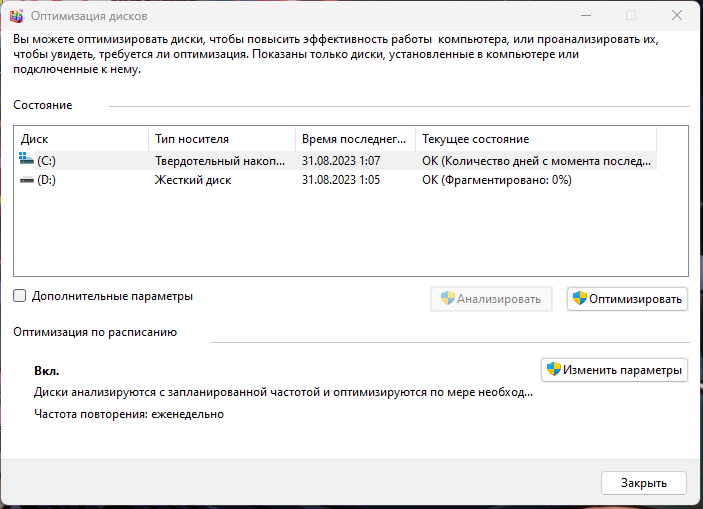 Оптимизация дисков
Вы можете оптимизировать диски, чтобы повысить эффективность работы компьютера, или проанализировать их,
чтобы увидеть, требуется ли оптимизация. Показаны только диски, установленные в компьютере или
подключенные к нему.
Состояние
Диск Тип носителя Время последнег... Текущее состояние
(C:) Твердотельный накоп... 31.08.2023 1:07 ОК (Количество дней с момента послед...
(D:) Жесткий диск 31.08.2023 1:05 ОК (Фрагментировано: 0%)
Дополнительные параметры Анализировать Оптимизировать
Оптимизация по расписанию
Вкл. Изменить параметры
Диски анализируются с запланированной частотой и оптимизируются по мере необход...
Частота повторения: еженедельно
Закрыть